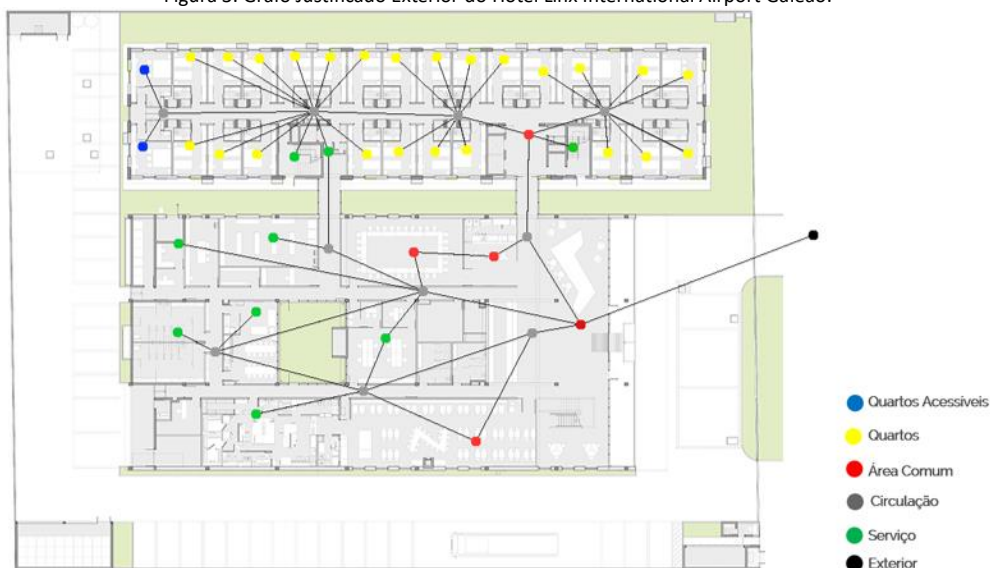 Figura 5. Grafo Justificado Exterior do Hotel Linx International Airport Galeão.
Quartos Acessíveis
Quartos
Área Comum
Circulação
Serviço
Exterior